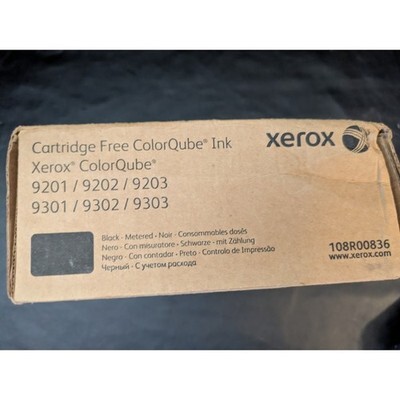 Cartridge Free ColorQube® Ink
xerox
Xerox® ColorQube®
9201 / 9202 / 9203
9301 / 9302 / 9303
Black - Metered - Noir - Consommables dosés
Nero - Con misuratore - Schwarze - mit Zählung
Negro - Con contador - Preto - Controlo de Impressão
Черный - С учетом расхода
108R00836
www.xerox.com